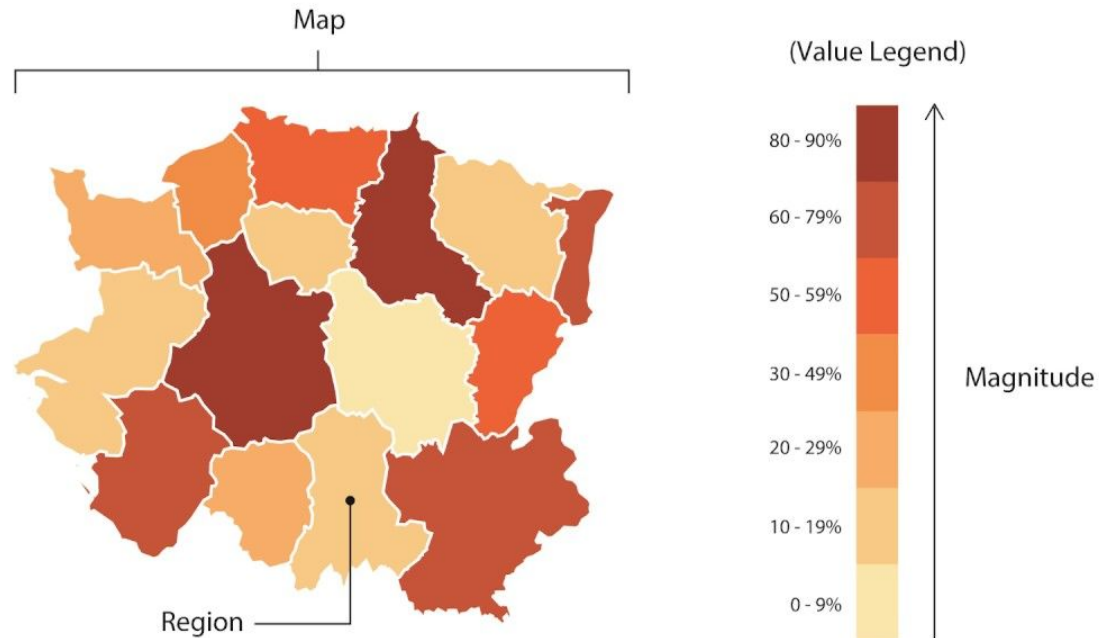 Map
(Value Legend)
80 - 90%
60 - 79%
50 - 59%
30 - 49%
20 - 29%
10 - 19%
0 - 9%
Magnitude
Region